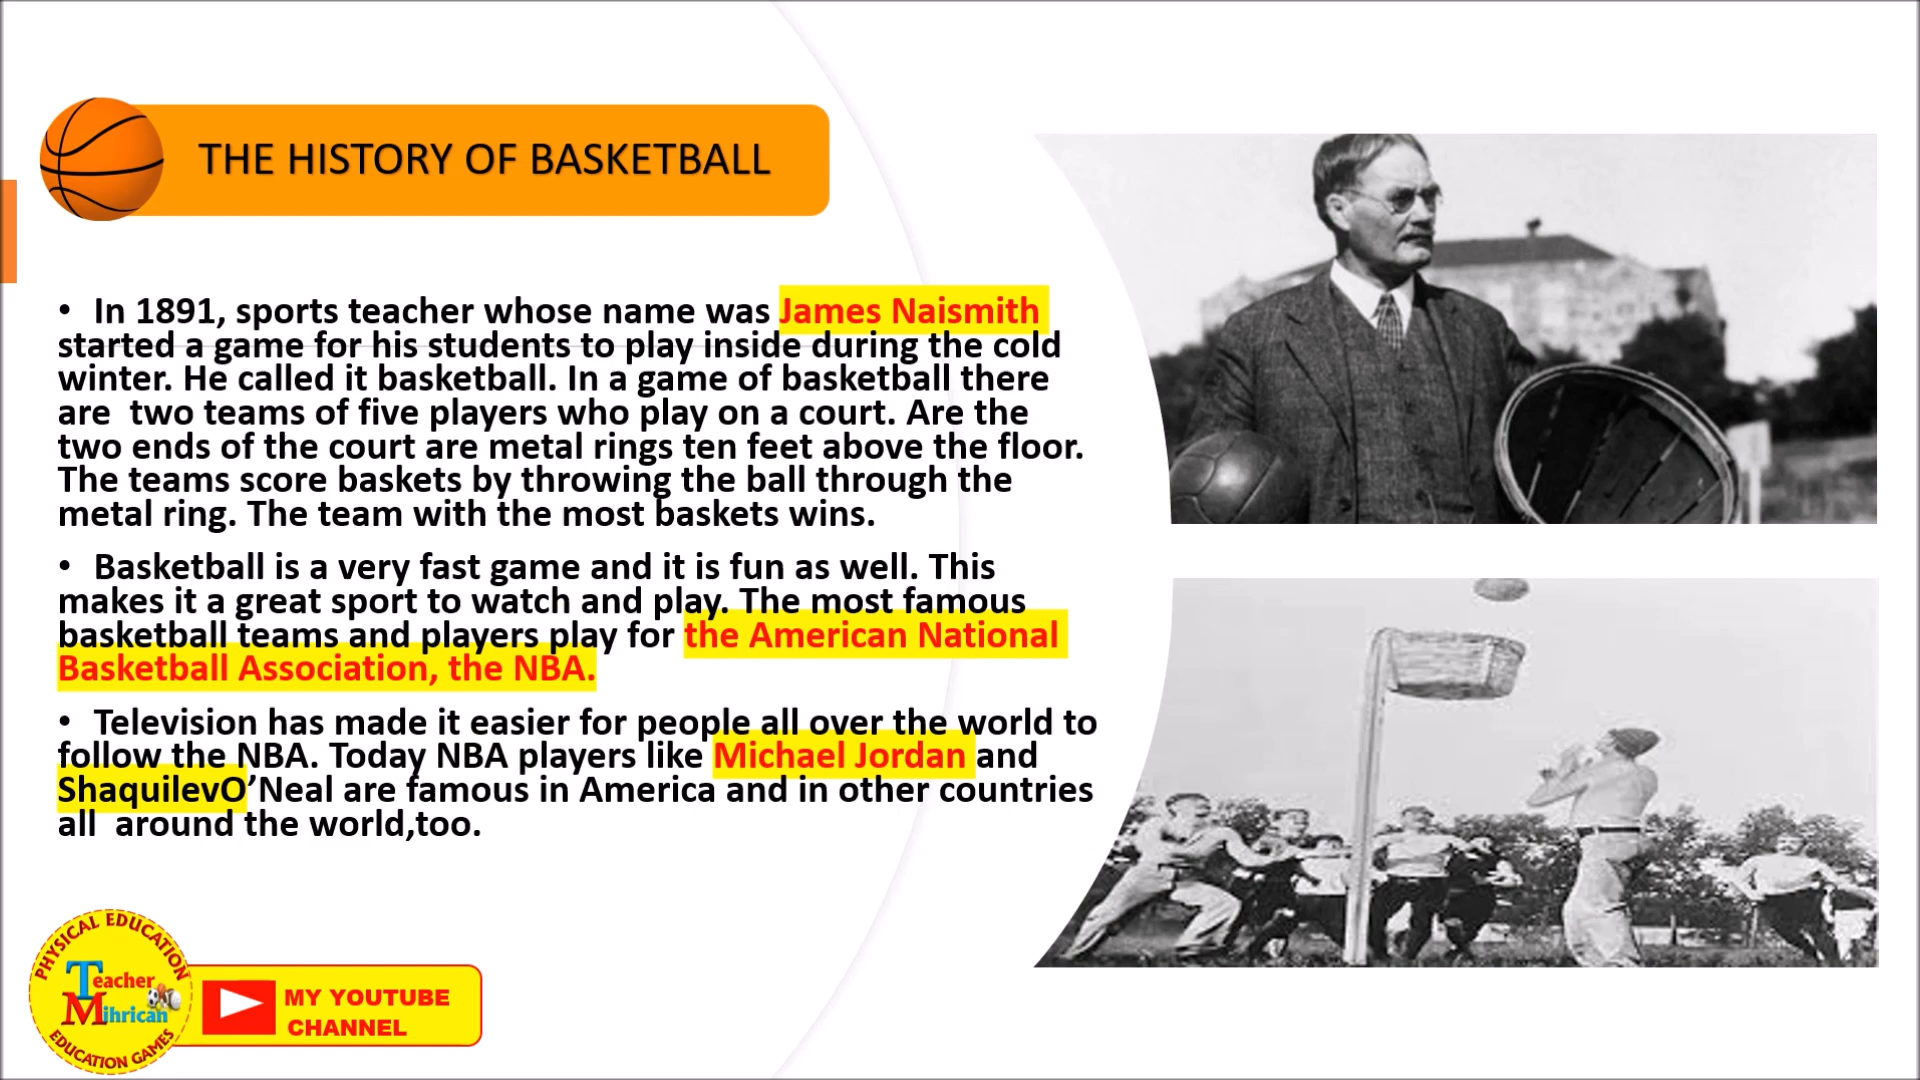 THE HISTORY OF BASKETBALL
• In 1891, sports teacher whose name was James Naismith
started a game for his students to play inside during the cold
winter. He called it basketball. In a game of basketball there
are  two teams of five players who play on a court. Are the
two ends of the court are metal rings ten feet above the floor.
The teams score baskets by throwing the ball through the
metal ring. The team with the most baskets wins.
• Basketball is a very fast game and it is fun as well. This
makes it a great sport to watch and play. The most famous
basketball teams and players play for the American National
Basketball Association, the NBA.
• Television has made it easier for people all over the world to
follow the NBA. Today NBA players like Michael Jordan and
ShaquilevO’Neal are famous in America and in other countries
all  around the world,too.
PHYSICAL EDUCATION
Teacher
Mihrican
EDUCATION GAMES
MY YOUTUBE
CHANNEL